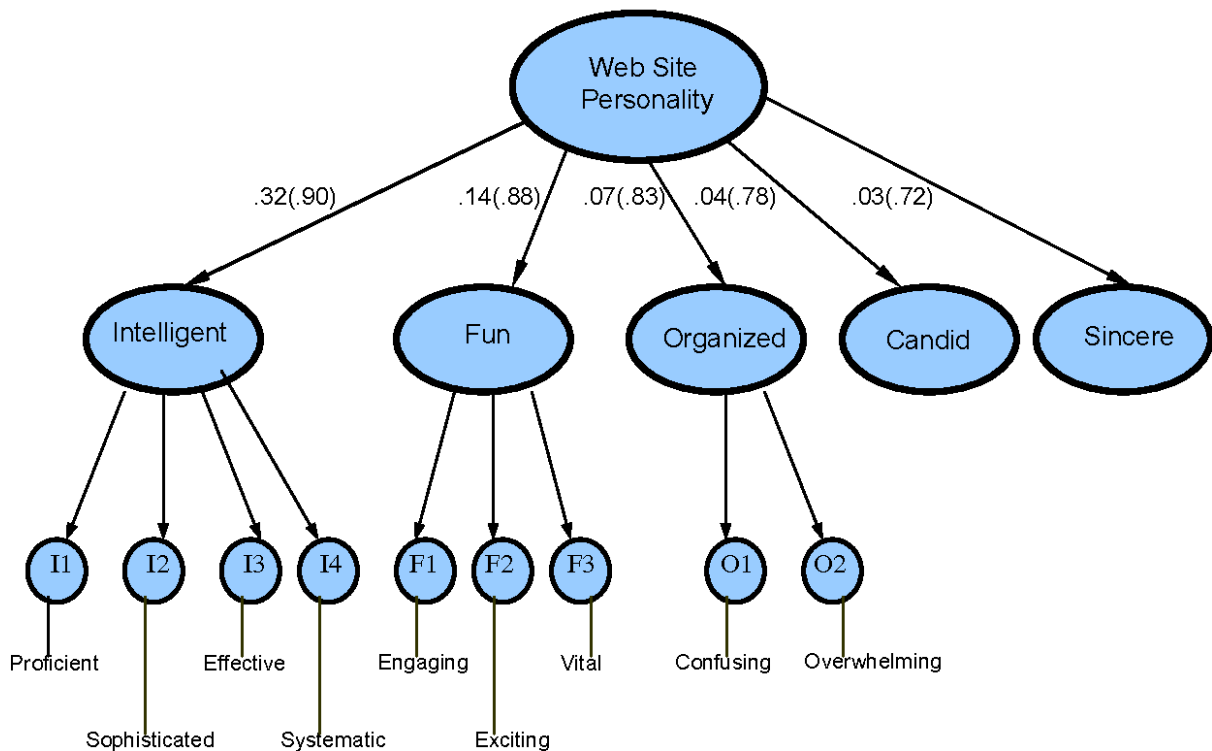 Web Site
Personality
.32(.90)
.14(.88)
.07(.83)
.04(.78)
.03(.72)
Intelligent
Fun
Organized
Candid
Sincere
I1
I2
I3
I4
F1
F2
F3
O1
O2
Proficient
Effective
Engaging
Vital
Confusing
Overwhelming
Sophisticated
Systematic
Exciting